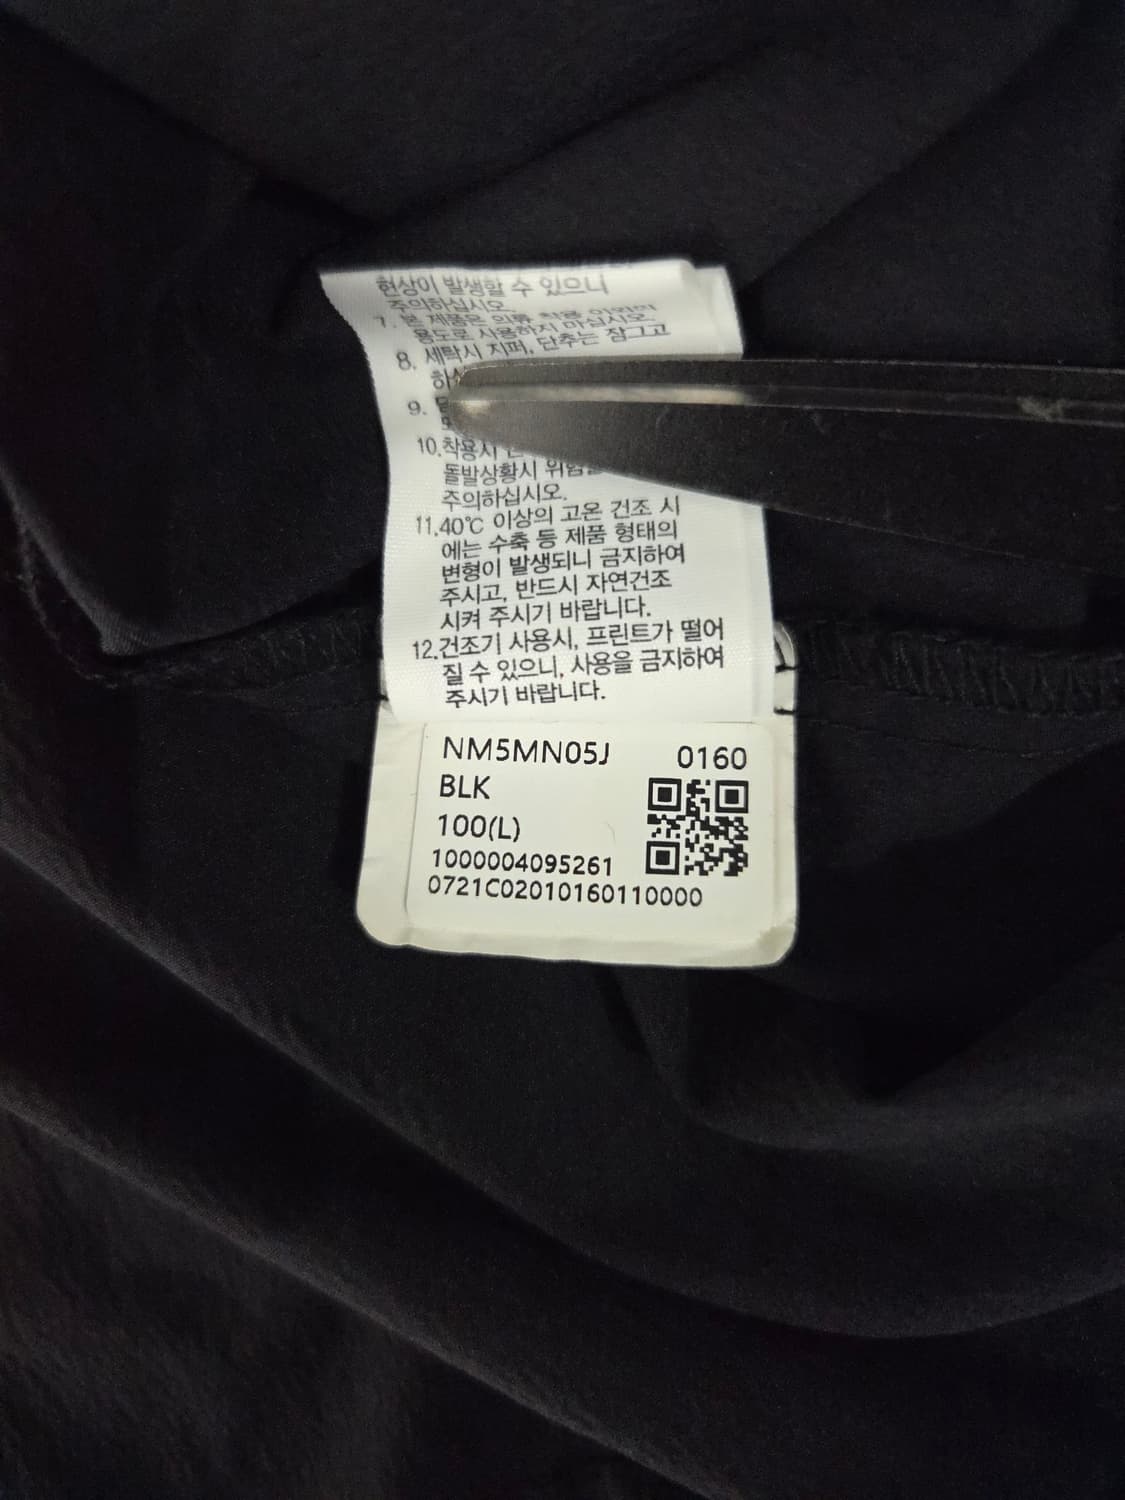 현상이 발생할 수 있으니
주의하십시오.
7. 본 제품은 의류 착용 이외의
용도로 사용하지 마십시오.
8. 세탁시 지퍼, 단추는 잠그고
9.
10.착용시
돌발상황시
주의하십시오.
11.40℃ 이상의 고온 건조 시
에는 수축 등 제품 형태의
변형이 발생되니 금지하여
주시고, 반드시 자연건조
시켜 주시기 바랍니다.
12.건조기 사용시, 프린트가 떨어
질 수 있으니, 사용을 금지하여
주시기 바랍니다.
NM5MN05J 0160
BLK
100(L)
1000004095261
0721C02010160110000